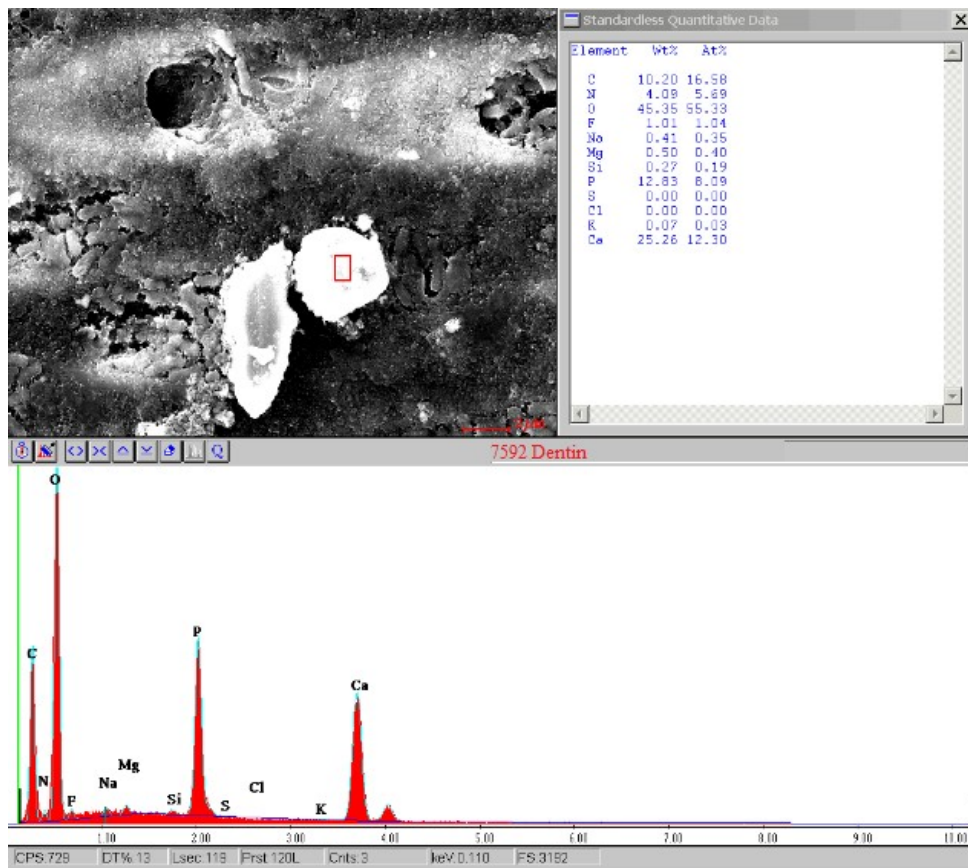 Standardless Quantitative Data
Element Wt% At%
C 10.20 16.58
N 4.09 5.69
O 45.35 55.33
F 1.01 1.04
Na 0.41 0.35
Mg 0.50 0.40
Si 0.27 0.19
P 12.83 8.09
S 0.00 0.00
Cl 0.00 0.00
K 0.07 0.03
Ca 25.26 12.30
Q
7592 Dentin
O
P
C
Ca
Mg
N Na Cl
F Si S K
1.00 2.00 3.00 4.00 5.00 6.00 7.00 8.00 9.00
CPS:729 DT%:13 Lsec:119 Prst:120L Cnts:3 keV:0.110 FS:3192